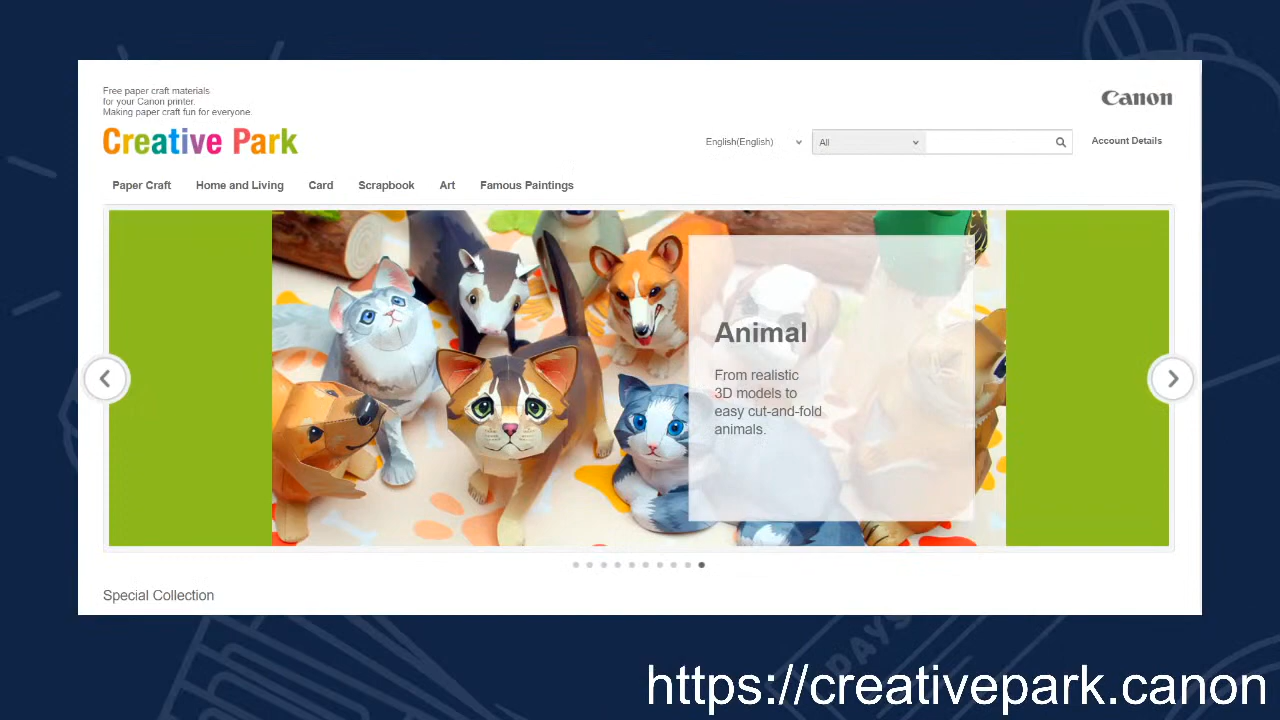 Free paper craft materials
for your Canon printer.
Making paper craft fun for everyone.
Canon
Creative Park
English(English)
All
Account Details
Paper Craft Home and Living Card Scrapbook Art Famous Paintings
Animal
From realistic
3D models to
easy cut-and-fold
animals.
Special Collection
DAYS
https://creativepark.canon